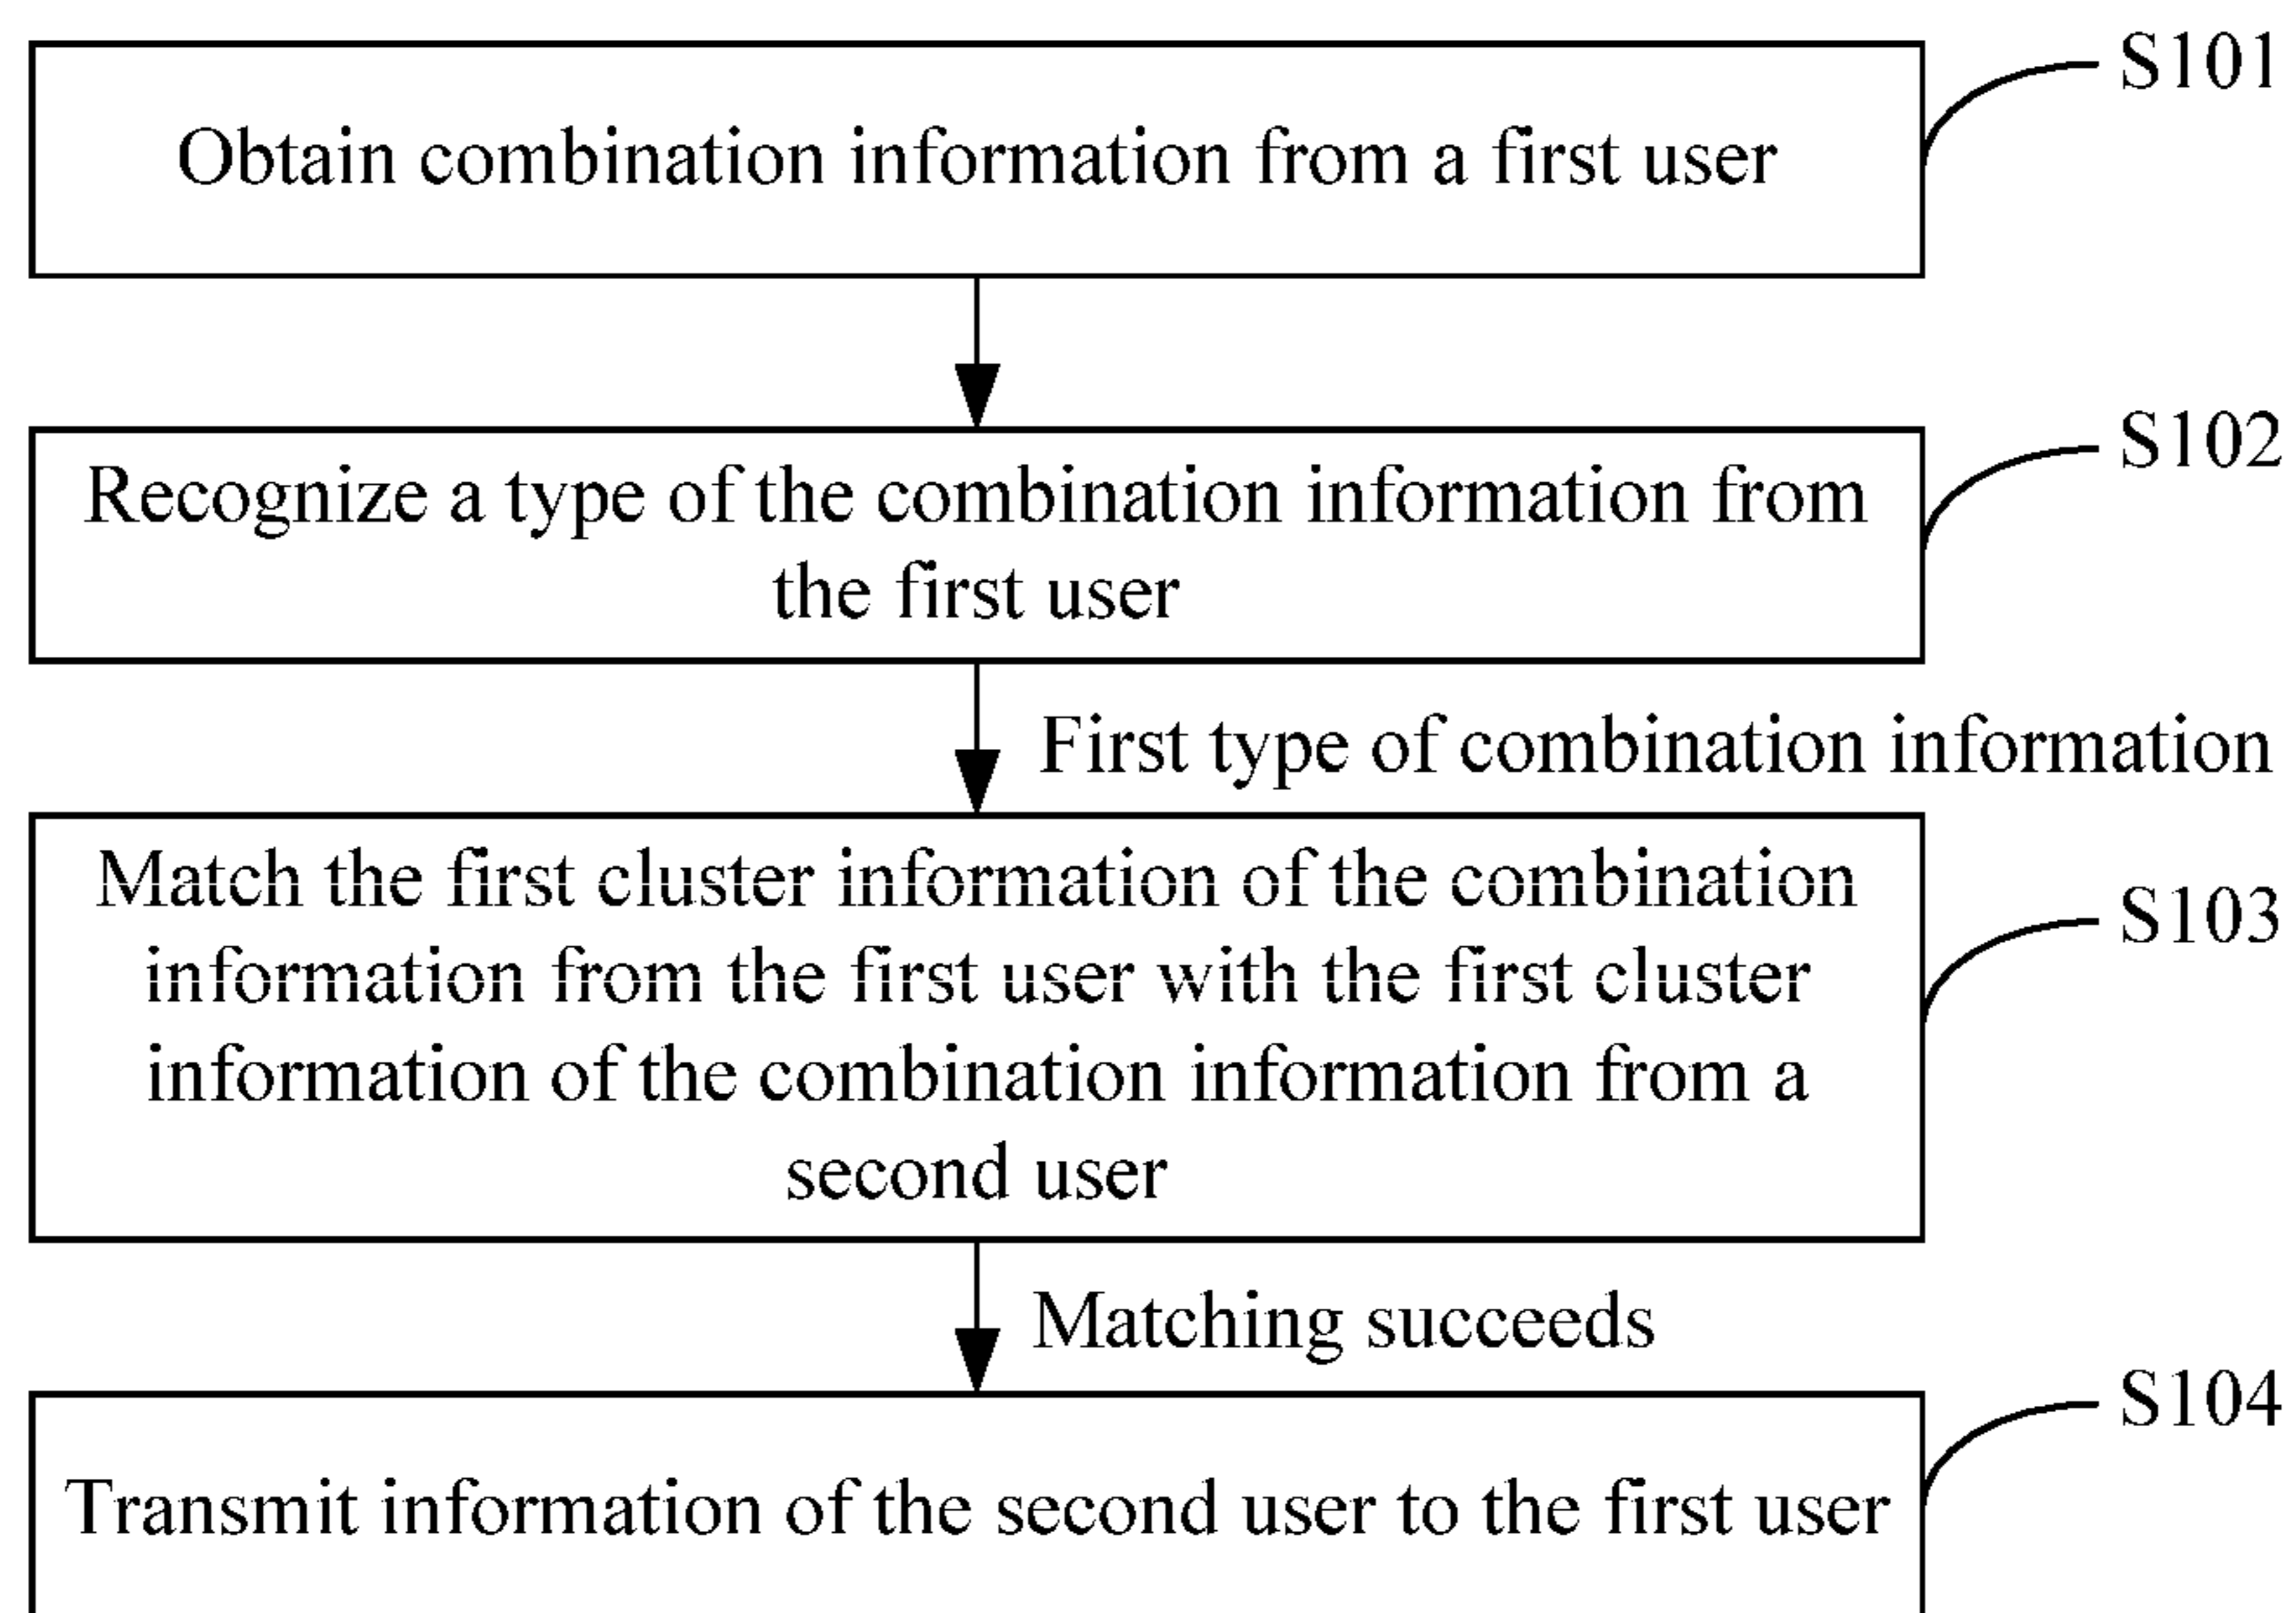 S101
Obtain combination information from a first user
S102
Recognize a type of the combination information from
the first user
First type of combination information
Match the first cluster information of the combination
information from the first user with the first cluster
information of the combination information from a
second user
S103
Matching succeeds
S104
Transmit information of the second user to the first user